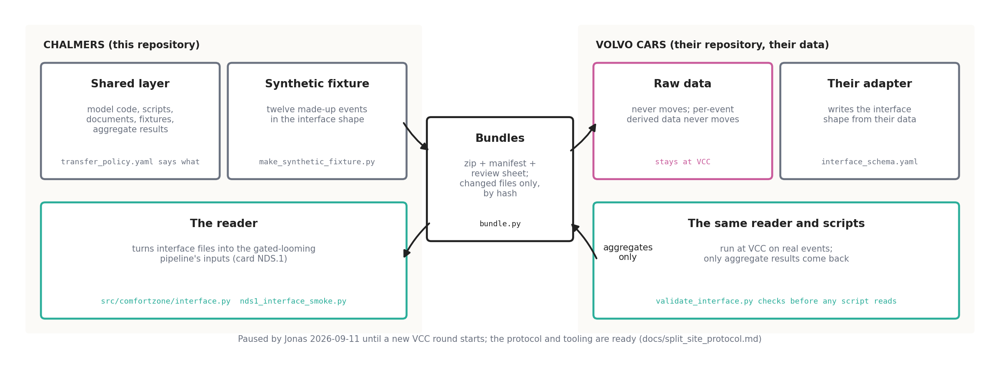 CHALMERS (this repository)
Shared layer
model code, scripts,
documents, fixtures,
aggregate results
transfer_policy.yaml says what
Synthetic fixture
twelve made-up events
in the interface shape
make_synthetic_fixture.py
The reader
turns interface files into the gated-looming
pipeline's inputs (card NDS.1)
src/comfortzone/interface.py  nds1_interface_smoke.py
Bundles
zip + manifest +
review sheet;
changed files only,
by hash
bundle.py
VOLVO CARS (their repository, their data)
Raw data
never moves; per-event
derived data never moves
stays at VCC
Their adapter
writes the interface
shape from their data
interface_schema.yaml
aggregates
only
The same reader and scripts
run at VCC on real events;
only aggregate results come back
validate_interface.py checks before any script reads
Paused by Jonas 2026-09-11 until a new VCC round starts; the protocol and tooling are ready (docs/split_site_protocol.md)